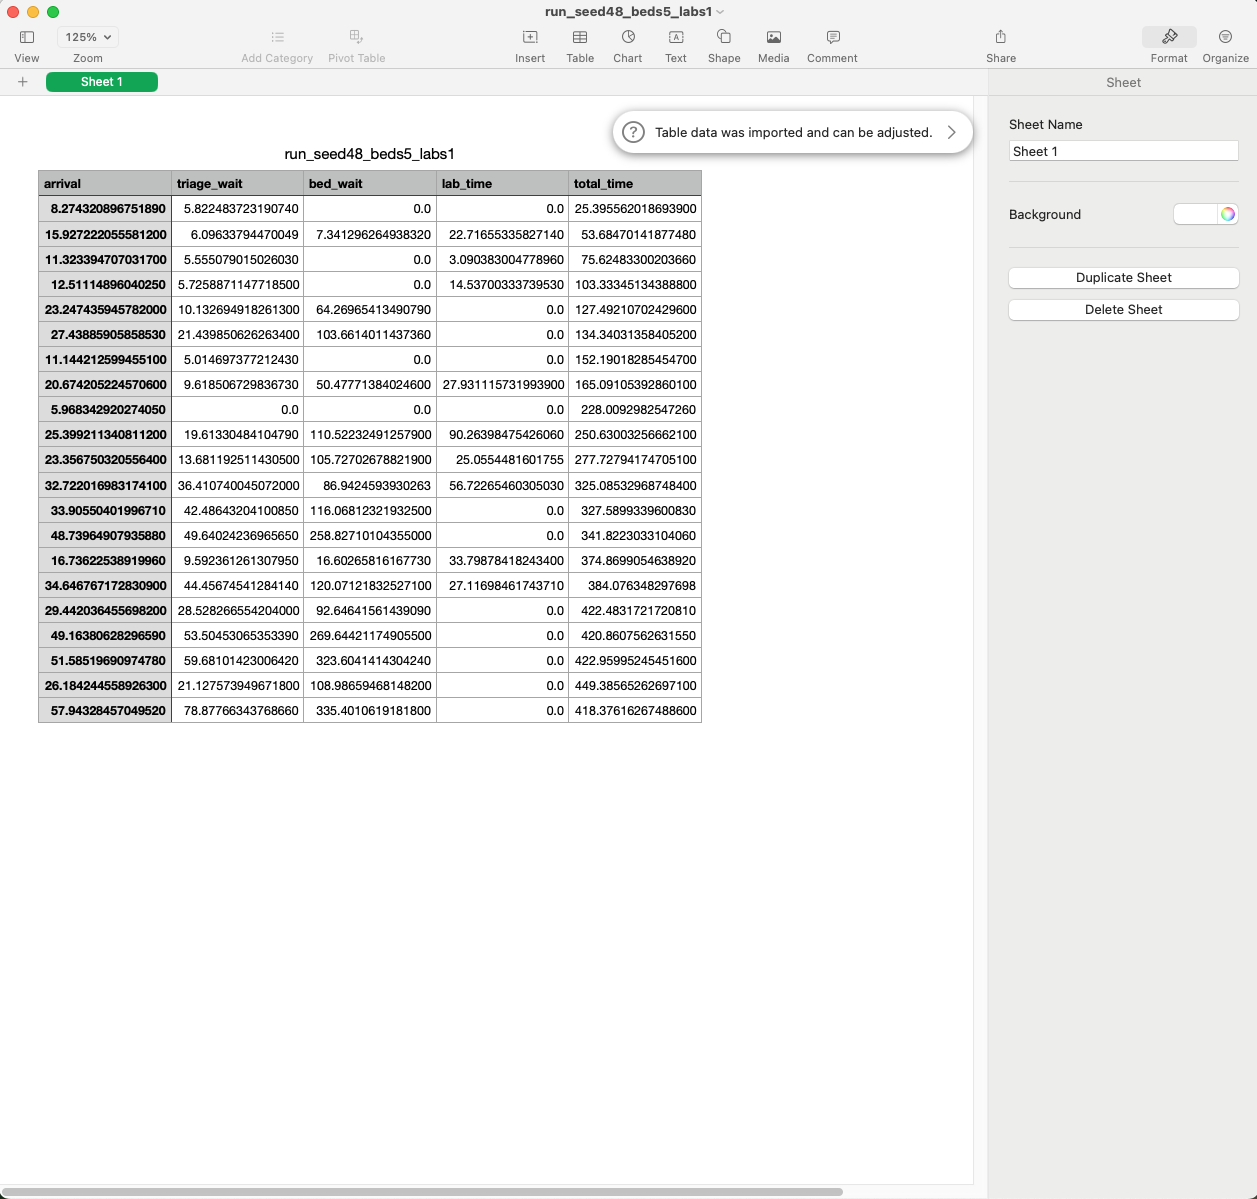 run_seed48_beds5_labs1
125%
View Zoom Add Category Pivot Table Insert Table Chart Text Shape Media Comment Share Format Organize
Sheet 1
Sheet
Table data was imported and can be adjusted.
Sheet Name
Sheet 1
Background
Duplicate Sheet
Delete Sheet
run_seed48_beds5_labs1
arrival triage_wait bed_wait lab_time total_time
8.274320896751890 5.822483723190740 0.0 0.0 25.395562018693900
15.927222055581200 6.09633794470049 7.341296264938320 22.71655335827140 53.68470141877480
11.323394707031700 5.555079015026030 0.0 3.090383004778960 75.62483300203660
12.51114896040250 5.7258871147718500 0.0 14.53700333739530 103.33345134388800
23.247435945782000 10.132694918261300 64.26965413490790 0.0 127.49210702429600
27.43885905858530 21.439850626263400 103.6614011437360 0.0 134.34031358405200
11.144212599455100 5.014697377212430 0.0 0.0 152.19018285454700
20.674205224570600 9.618506729836730 50.47771384024600 27.931115731993900 165.09105392860100
5.968342920274050 0.0 0.0 0.0 228.0092982547260
25.399211340811200 19.61330484104790 110.52232491257900 90.26398475426060 250.63003256662100
23.356750320556400 13.681192511430500 105.72702678821900 25.0554481601755 277.72794174705100
32.722016983174100 36.410740045072000 86.9424593930263 56.72265460305030 325.08532968748400
33.90550401996710 42.48643204100850 116.06812321932500 0.0 327.5899339600830
48.73964907935880 49.64024236965650 258.82710104355000 0.0 341.8223033104060
16.73622538919960 9.592361261307950 16.60265816167730 33.79878418243400 374.8699054638920
34.646767172830900 44.45674541284140 120.07121832527100 27.11698461743710 384.076348297698
29.442036455698200 28.528266554204000 92.64641561439090 0.0 422.4831721720810
49.16380628296590 53.50453065353390 269.64421174905500 0.0 420.8607562631550
51.58519690974780 59.68101423006420 323.6041414304240 0.0 422.95995245451600
26.184244558926300 21.127573949671800 108.98659468148200 0.0 449.38565262697100
57.94328457049520 78.87766343768660 335.4010619181800 0.0 418.37616267488600